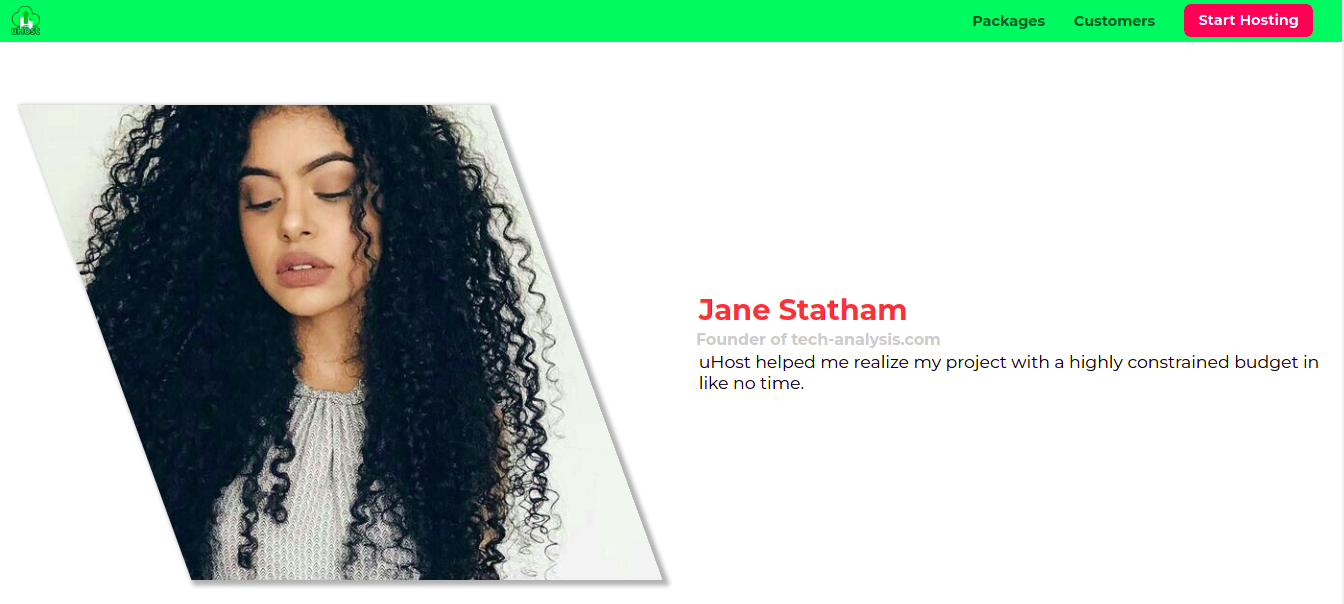 uHost
Packages
Customers
Start Hosting
Jane Statham
Founder of tech-analysis.com
uHost helped me realize my project with a highly constrained budget in
like no time.